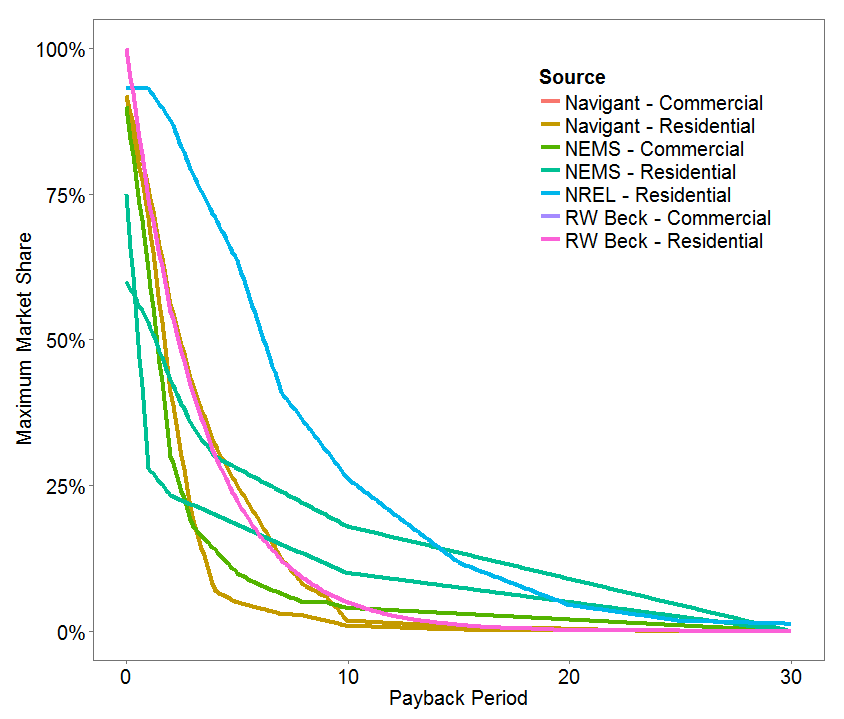 100%
75%
50%
25%
0%
Maximum Market Share
Source
Navigant - Commercial
Navigant - Residential
NEMS - Commercial
NEMS - Residential
NREL - Residential
RW Beck - Commercial
RW Beck - Residential
0 10 20 30
Payback Period